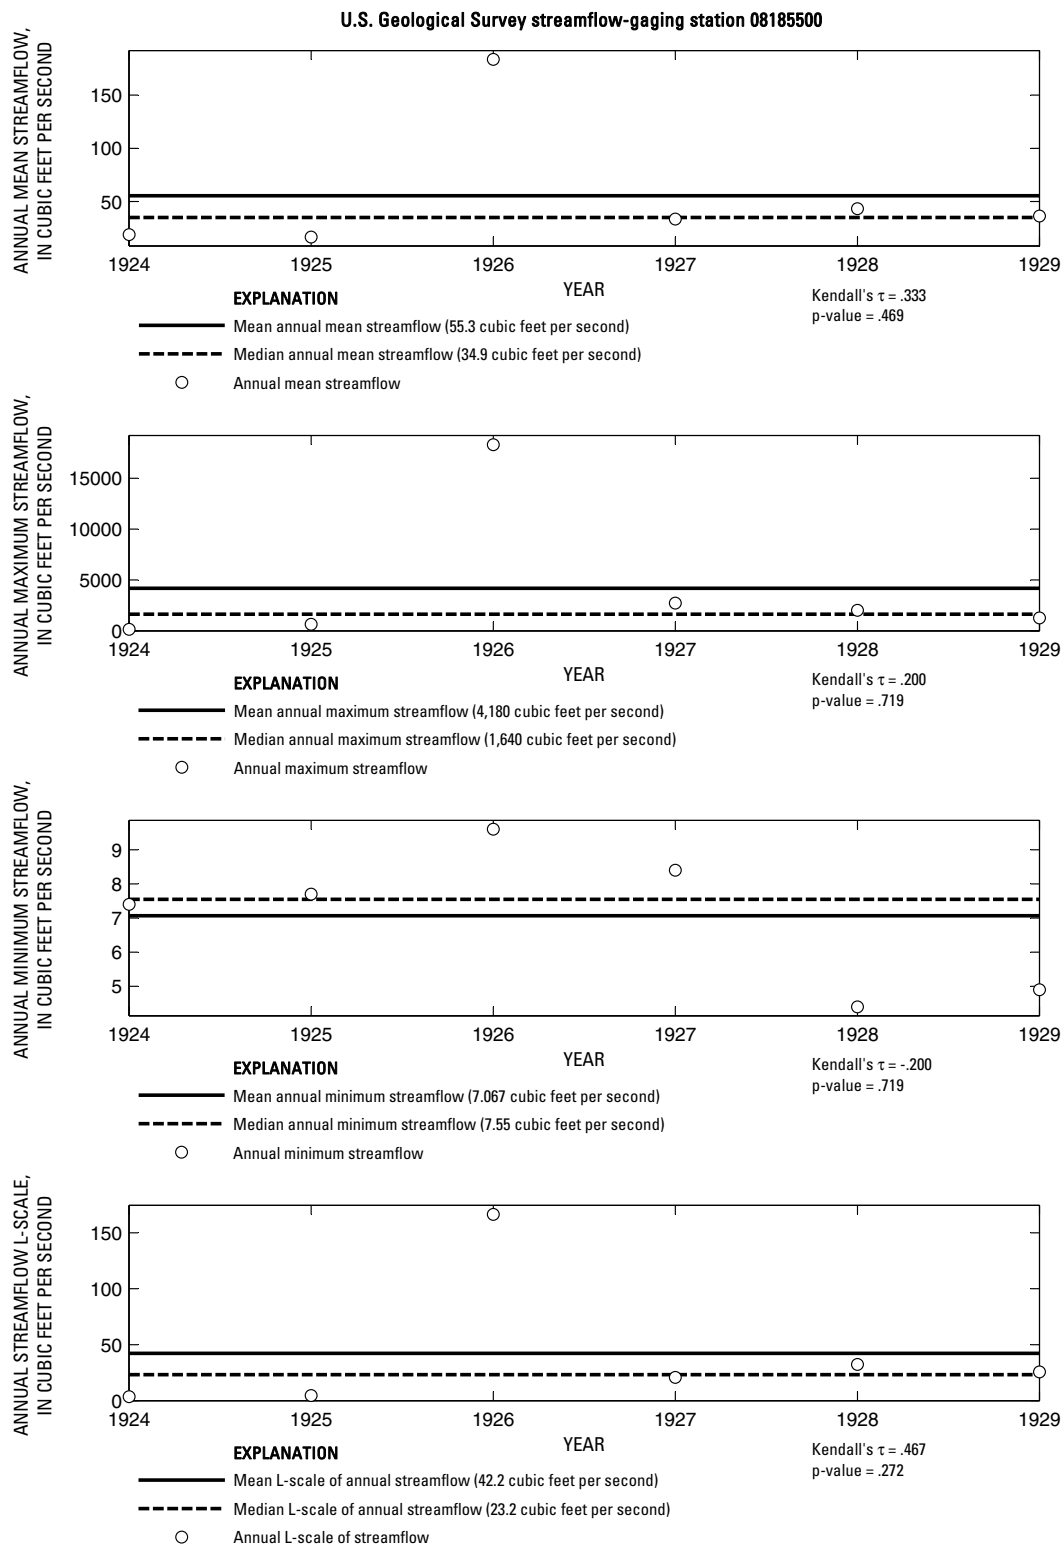 U.S. Geological Survey streamflow-gaging station 08185500
ANNUAL MEAN STREAMFLOW,
IN CUBIC FEET PER SECOND
150
100
50
1924 1925 1926 1927 1928 1929
YEAR
Kendall's τ = .333
p-value = .469
EXPLANATION
Mean annual mean streamflow (55.3 cubic feet per second)
Median annual mean streamflow (34.9 cubic feet per second)
Annual mean streamflow
ANNUAL MAXIMUM STREAMFLOW,
IN CUBIC FEET PER SECOND
15000
10000
5000
0
1924 1925 1926 1927 1928 1929
YEAR
Kendall's τ = .200
p-value = .719
EXPLANATION
Mean annual maximum streamflow (4,180 cubic feet per second)
Median annual maximum streamflow (1,640 cubic feet per second)
Annual maximum streamflow
ANNUAL MINIMUM STREAMFLOW,
IN CUBIC FEET PER SECOND
9
8
7
6
5
1924 1925 1926 1927 1928 1929
YEAR
Kendall's τ = -.200
p-value = .719
EXPLANATION
Mean annual minimum streamflow (7.067 cubic feet per second)
Median annual minimum streamflow (7.55 cubic feet per second)
Annual minimum streamflow
ANNUAL STREAMFLOW L-SCALE,
IN CUBIC FEET PER SECOND
150
100
50
0
1924 1925 1926 1927 1928 1929
YEAR
Kendall's τ = .467
p-value = .272
EXPLANATION
Mean L-scale of annual streamflow (42.2 cubic feet per second)
Median L-scale of annual streamflow (23.2 cubic feet per second)
Annual L-scale of streamflow